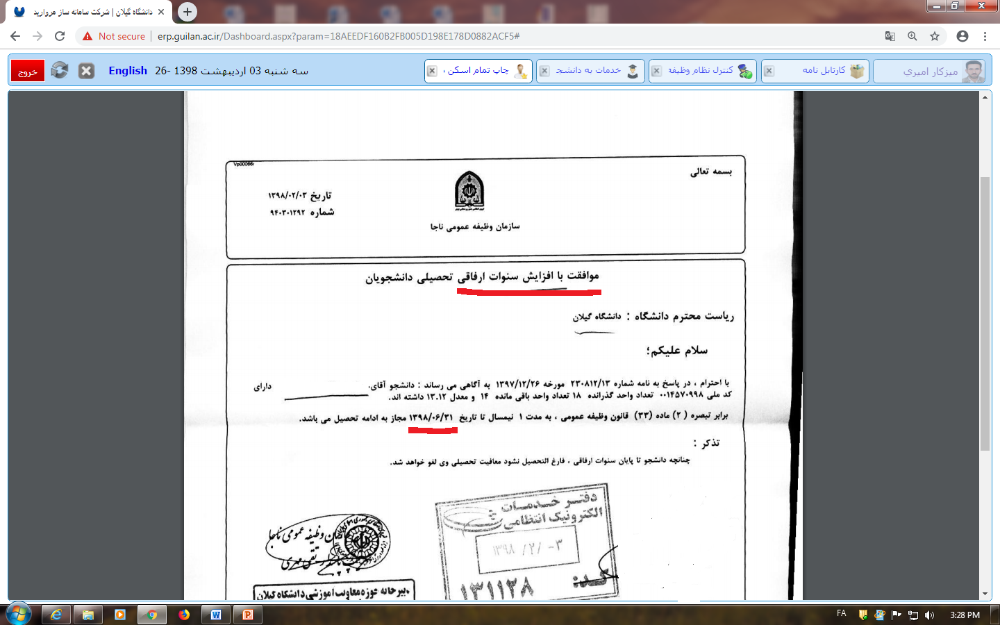 دانشگاه گیلان | شرکت سامانه ساز مروارید
Not secure | erp.guilan.ac.ir/Dashboard.aspx?param=18AEEDF160B2FB005D198E178D0882ACF5#
خروج
English
سه شنبه 03 اردیبهشت 1398 -26
چاپ تمام اسکن
خدمات به دانشج
کنترل نظام وظیفه
کارتابل نامه
میزکار امیري
بسمه تعالی
تاریخ ۱۳۹۸/۰۲/۰۳
شماره ۹۴۰۳۰۱۲۹۲
سازمان وظیفه عمومی ناجا
موافقت با افزایش سنوات ارفاقی تحصیلی دانشجویان
ریاست محترم دانشگاه : دانشگاه گیلان
سلام علیکم؛
با احترام ، در پاسخ به نامه شماره ۲۳۰۸۱۲/۱۳ مورخه ۱۳۹۷/۱۲/۲۶ به آگاهی می رساند : دانشجو آقای دارای
کد ملی ۰۰۱۴۵۷۰۹۹۸ تعداد واحد گذرانده ۱۸ تعداد واحد باقی مانده ۱۴ و معدل ۱۳.۱۲ داشته اند.
برابر تبصره (۲) ماده (۳۳) قانون وظیفه عمومی ، به مدت ۱ نیمسال تا تاریخ ۱۳۹۸/۰۶/۳۱ مجاز به ادامه تحصیل می باشد.
تذکر :
چنانچه دانشجو تا پایان سنوات ارفاقی ، فارغ التحصیل نشود معافیت تحصیلی وی لغو خواهد شد.
دفتر خدمات
الکترونیک انتظامی
۱۳۹۸/۲/-۳
کد: ۱۳۱۱۲۸
وظیفه عمومی ناجا
دبیرخانه حوزه معاونت آموزشی دانشگاه گیلان
FA
3:28 PM